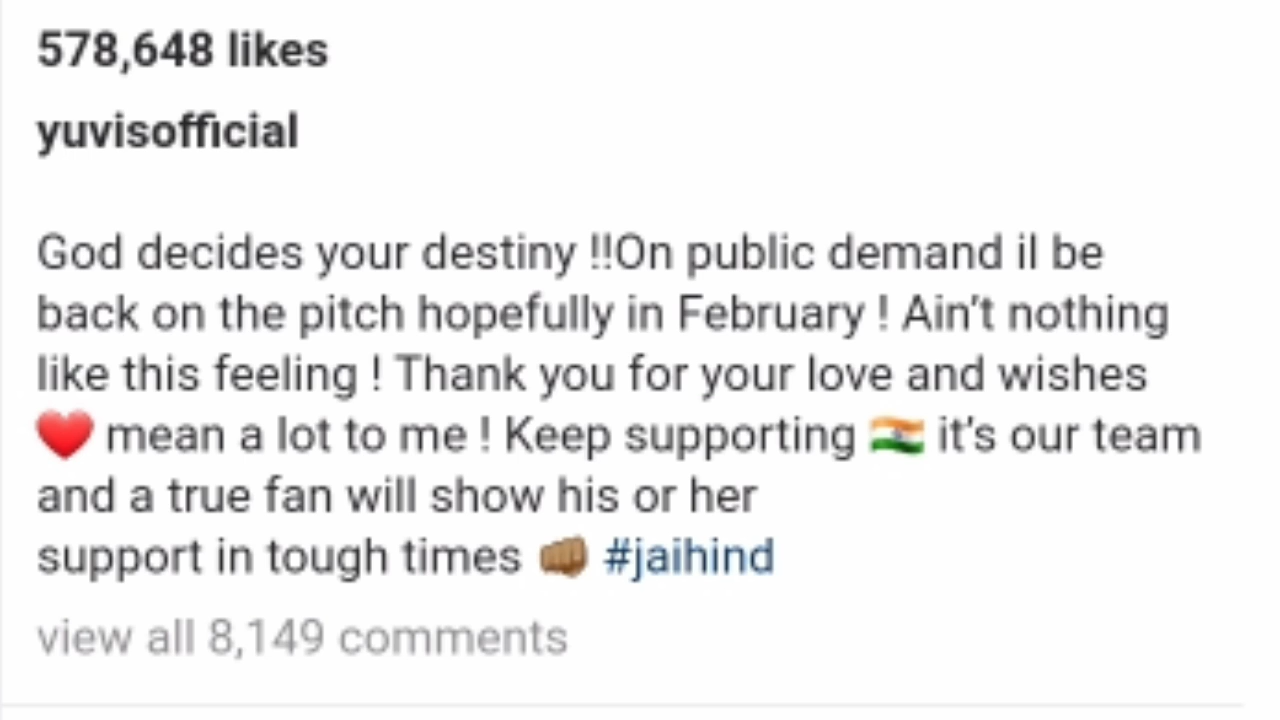 578,648 likes
yuvisofficial
God decides your destiny !!On public demand il be
back on the pitch hopefully in February ! Ain’t nothing
like this feeling ! Thank you for your love and wishes
❤️ mean a lot to me ! Keep supporting 🇮🇳 it’s our team
and a true fan will show his or her
support in tough times 👊🏽 #jaihind
view all 8,149 comments